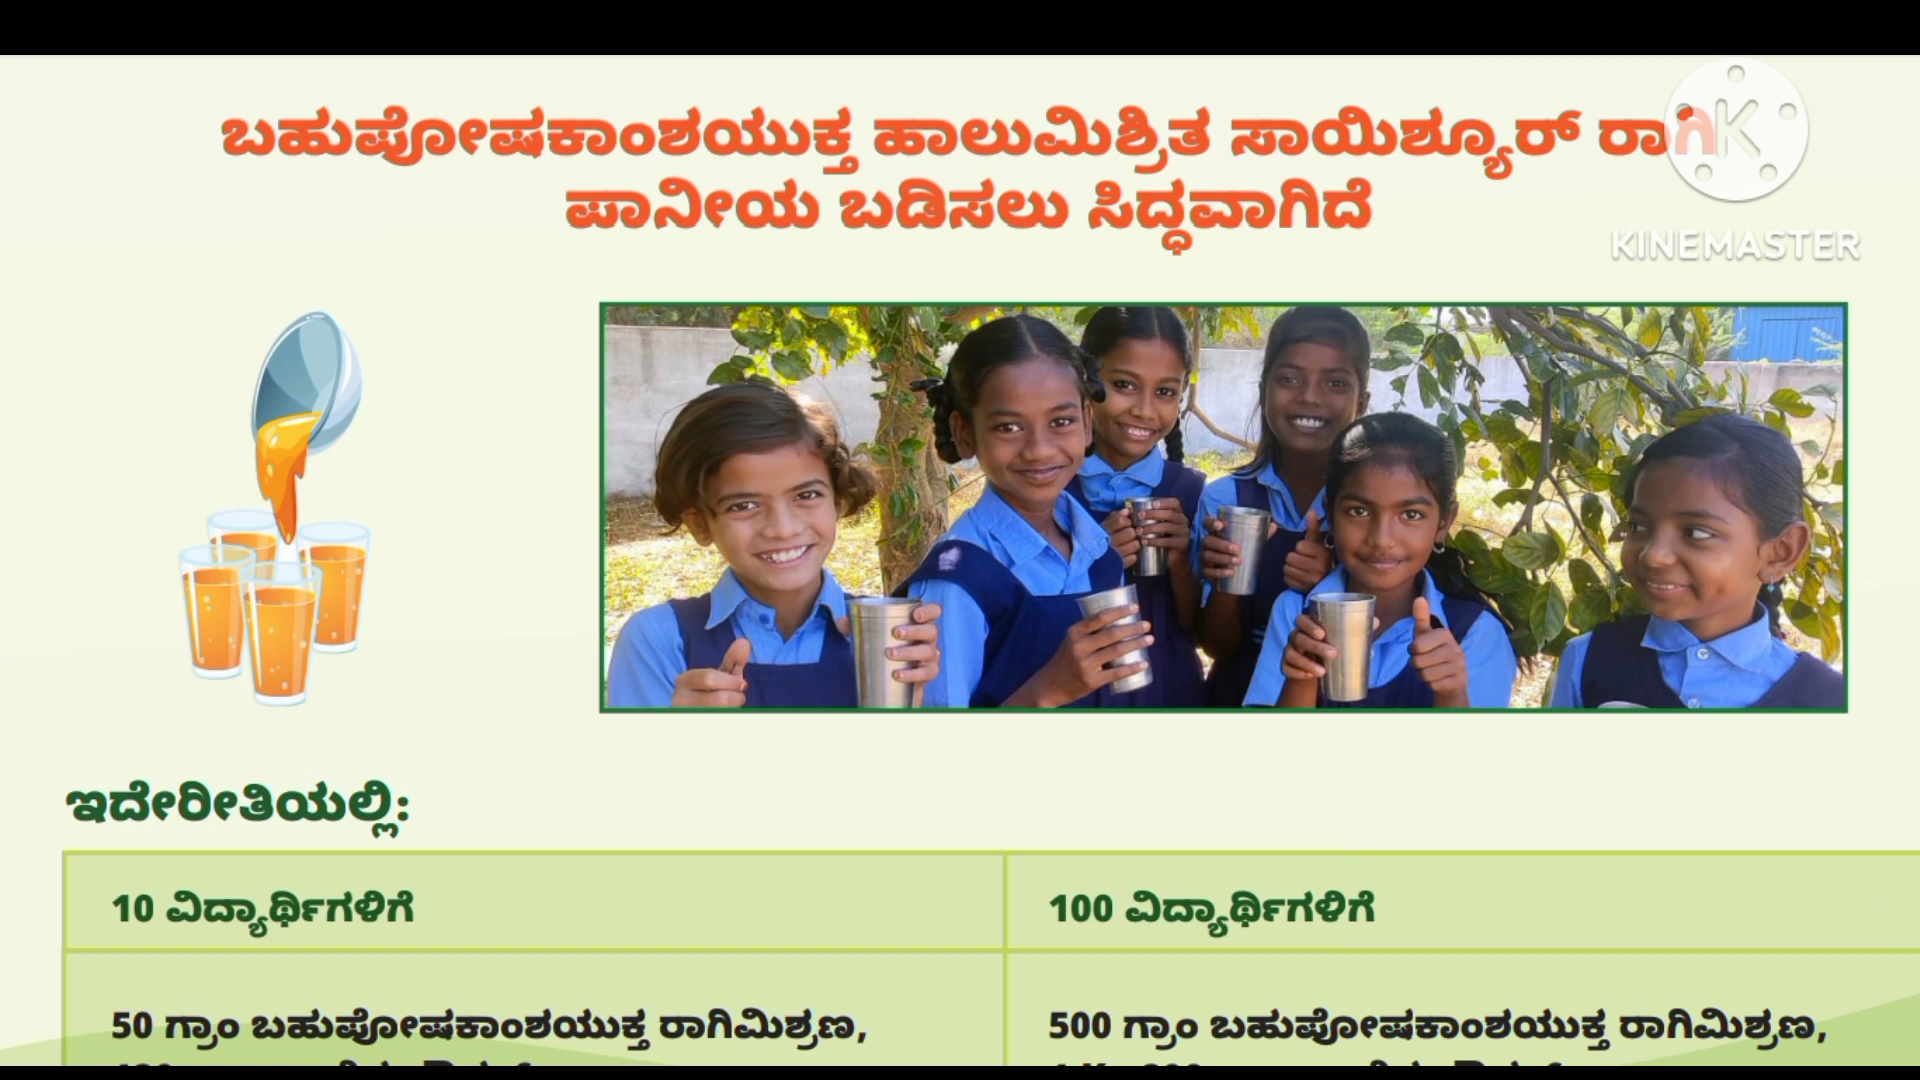 ಬಹುಪೋಷಕಾಂಶಯುಕ್ತ ಹಾಲುಮಿಶ್ರಿತ ಸಾಯಿಶ್ಯೂರ್ ರಾಗಿ
ಪಾನೀಯ ಬಡಿಸಲು ಸಿದ್ಧವಾಗಿದೆ
K
KINEMASTER
ಇದೇರೀತಿಯಲ್ಲಿ:
10 ವಿದ್ಯಾರ್ಥಿಗಳಿಗೆ
100 ವಿದ್ಯಾರ್ಥಿಗಳಿಗೆ
50 ಗ್ರಾಂ ಬಹುಪೋಷಕಾಂಶಯುಕ್ತ ರಾಗಿಮಿಶ್ರಣ,
500 ಗ್ರಾಂ ಬಹುಪೋಷಕಾಂಶಯುಕ್ತ ರಾಗಿಮಿಶ್ರಣ,